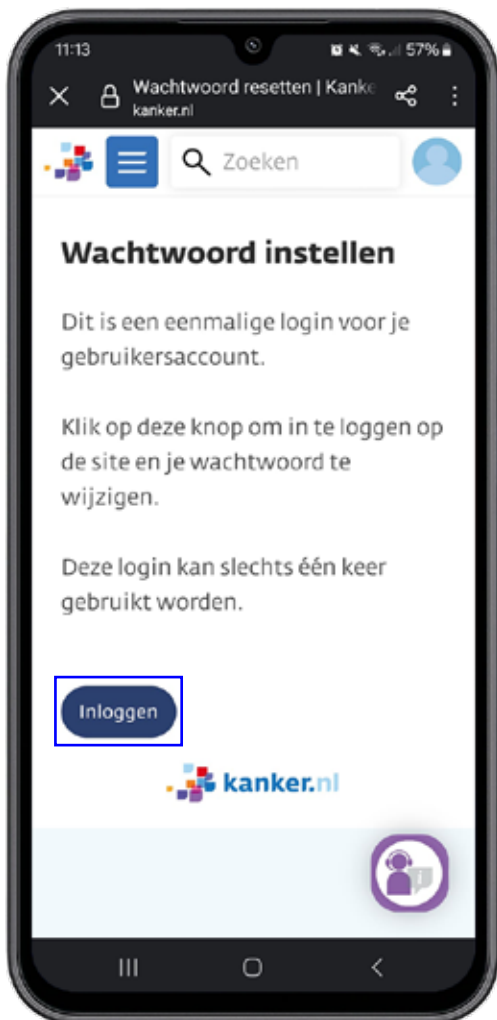 11:13
57%
Wachtwoord resetten | Kanke
kanker.nl
Zoeken
Wachtwoord instellen
Dit is een eenmalige login voor je
gebruikersaccount.
Klik op deze knop om in te loggen op
de site en je wachtwoord te
wijzigen.
Deze login kan slechts één keer
gebruikt worden.
Inloggen
kanker.nl